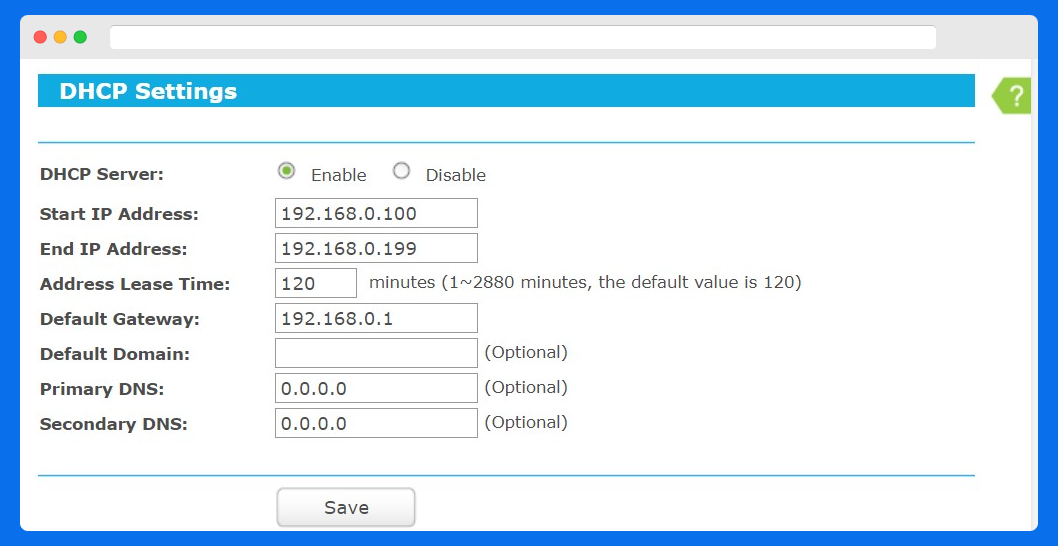 DHCP Settings
?
DHCP Server: Enable Disable
Start IP Address: 192.168.0.100
End IP Address: 192.168.0.199
Address Lease Time: 120 minutes (1~2880 minutes, the default value is 120)
Default Gateway: 192.168.0.1
Default Domain: (Optional)
Primary DNS: 0.0.0.0 (Optional)
Secondary DNS: 0.0.0.0 (Optional)
Save